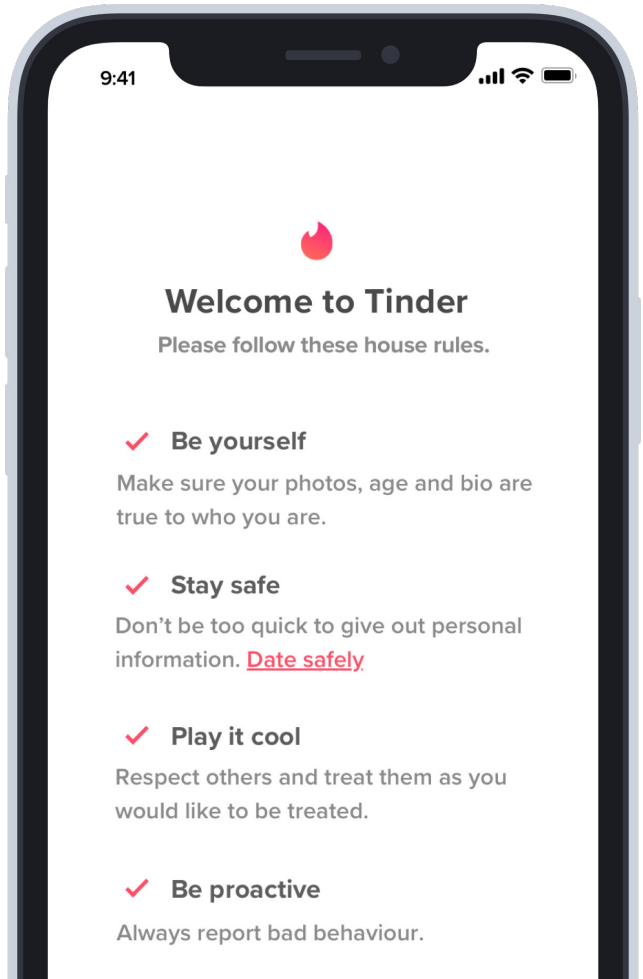 9:41
Welcome to Tinder
Please follow these house rules.
Be yourself
Make sure your photos, age and bio are
true to who you are.
Stay safe
Don’t be too quick to give out personal
information. Date safely
Play it cool
Respect others and treat them as you
would like to be treated.
Be proactive
Always report bad behaviour.